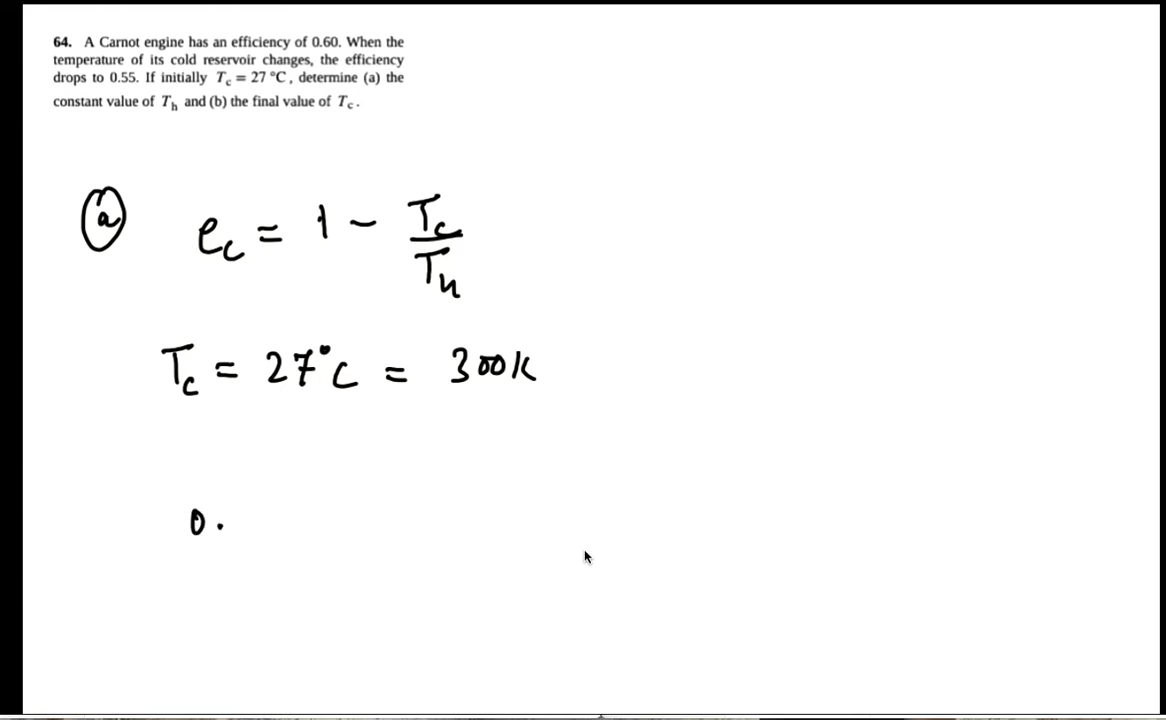 64. A Carnot engine has an efficiency of 0.60. When the
temperature of its cold reservoir changes, the efficiency
drops to 0.55. If initially T_c = 27 °C, determine (a) the
constant value of T_h and (b) the final value of T_c.
(a) e_c = 1 - T_c/T_h
T_c = 27°C = 300K
0.